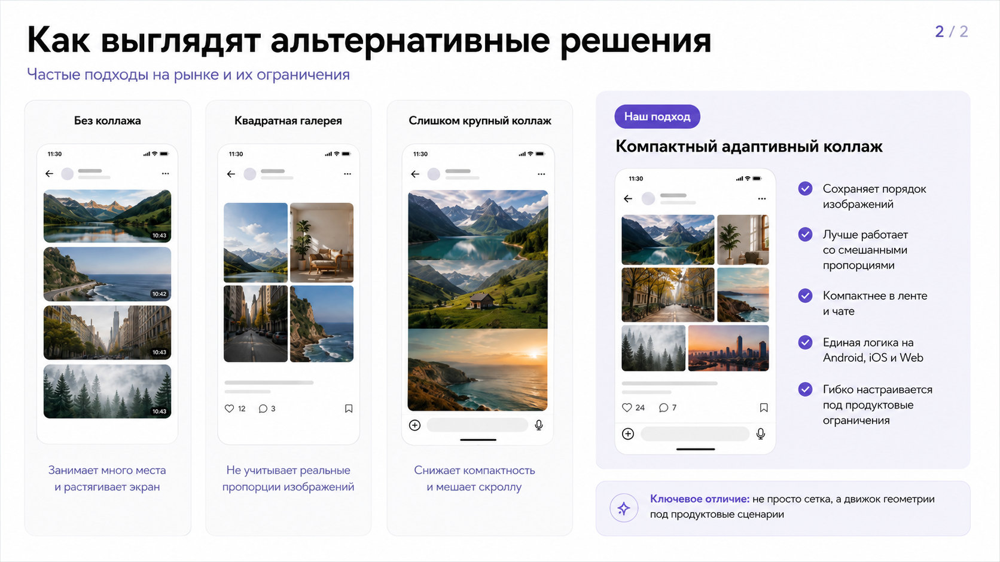 Как выглядят альтернативные решения
2 / 2
Частые подходы на рынке и их ограничения
Без коллажа
11:30
10:43
10:42
10:43
10:43
Занимает много места
и растягивает экран
Квадратная галерея
11:30
12
3
Не учитывает реальные
пропорции изображений
Слишком крупный коллаж
11:30
Снижает компактность
и мешает скроллу
Наш подход
Компактный адаптивный коллаж
11:30
24
7
Сохраняет порядок
изображений
Лучше работает
со смешанными
пропорциями
Компактнее в ленте
и чате
Единая логика на
Android, iOS и Web
Гибко настраивается
под продуктовые
ограничения
Ключевое отличие: не просто сетка, а движок геометрии
под продуктовые сценарии